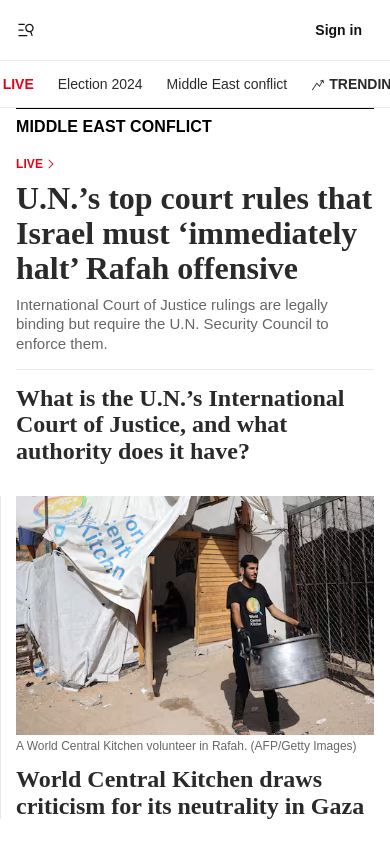 Sign in
LIVE
Election 2024
Middle East conflict
TRENDIN
MIDDLE EAST CONFLICT
LIVE
U.N.’s top court rules that
Israel must ‘immediately
halt’ Rafah offensive
International Court of Justice rulings are legally
binding but require the U.N. Security Council to
enforce them.
What is the U.N.’s International
Court of Justice, and what
authority does it have?
World
Central
Kitchen
A World Central Kitchen volunteer in Rafah. (AFP/Getty Images)
World Central Kitchen draws
criticism for its neutrality in Gaza